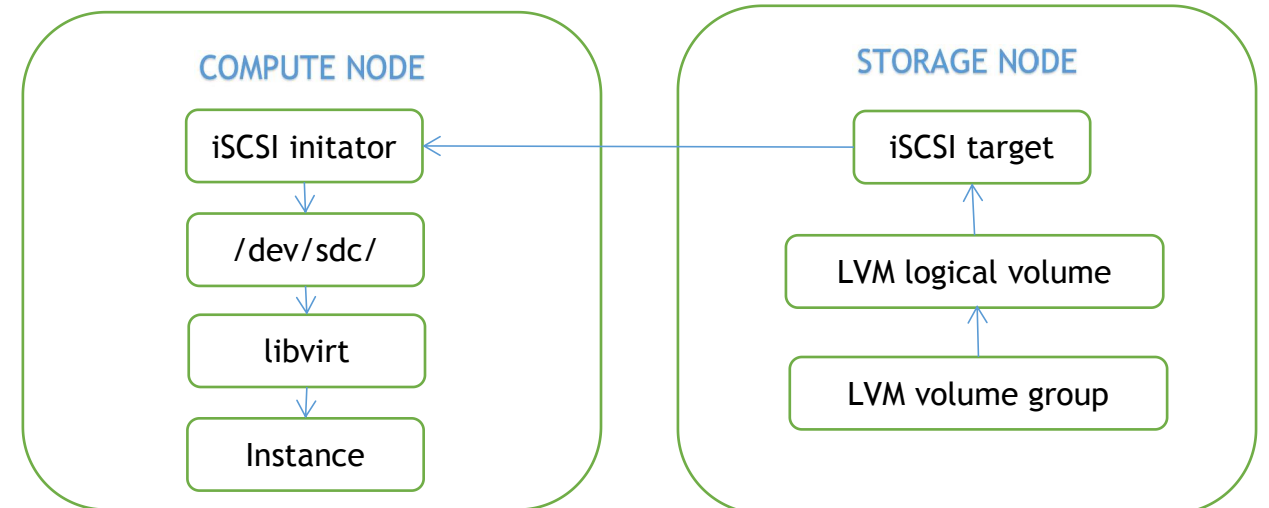 COMPUTE NODE
iSCSI initator
/dev/sdc/
libvirt
Instance
STORAGE NODE
iSCSI target
LVM logical volume
LVM volume group